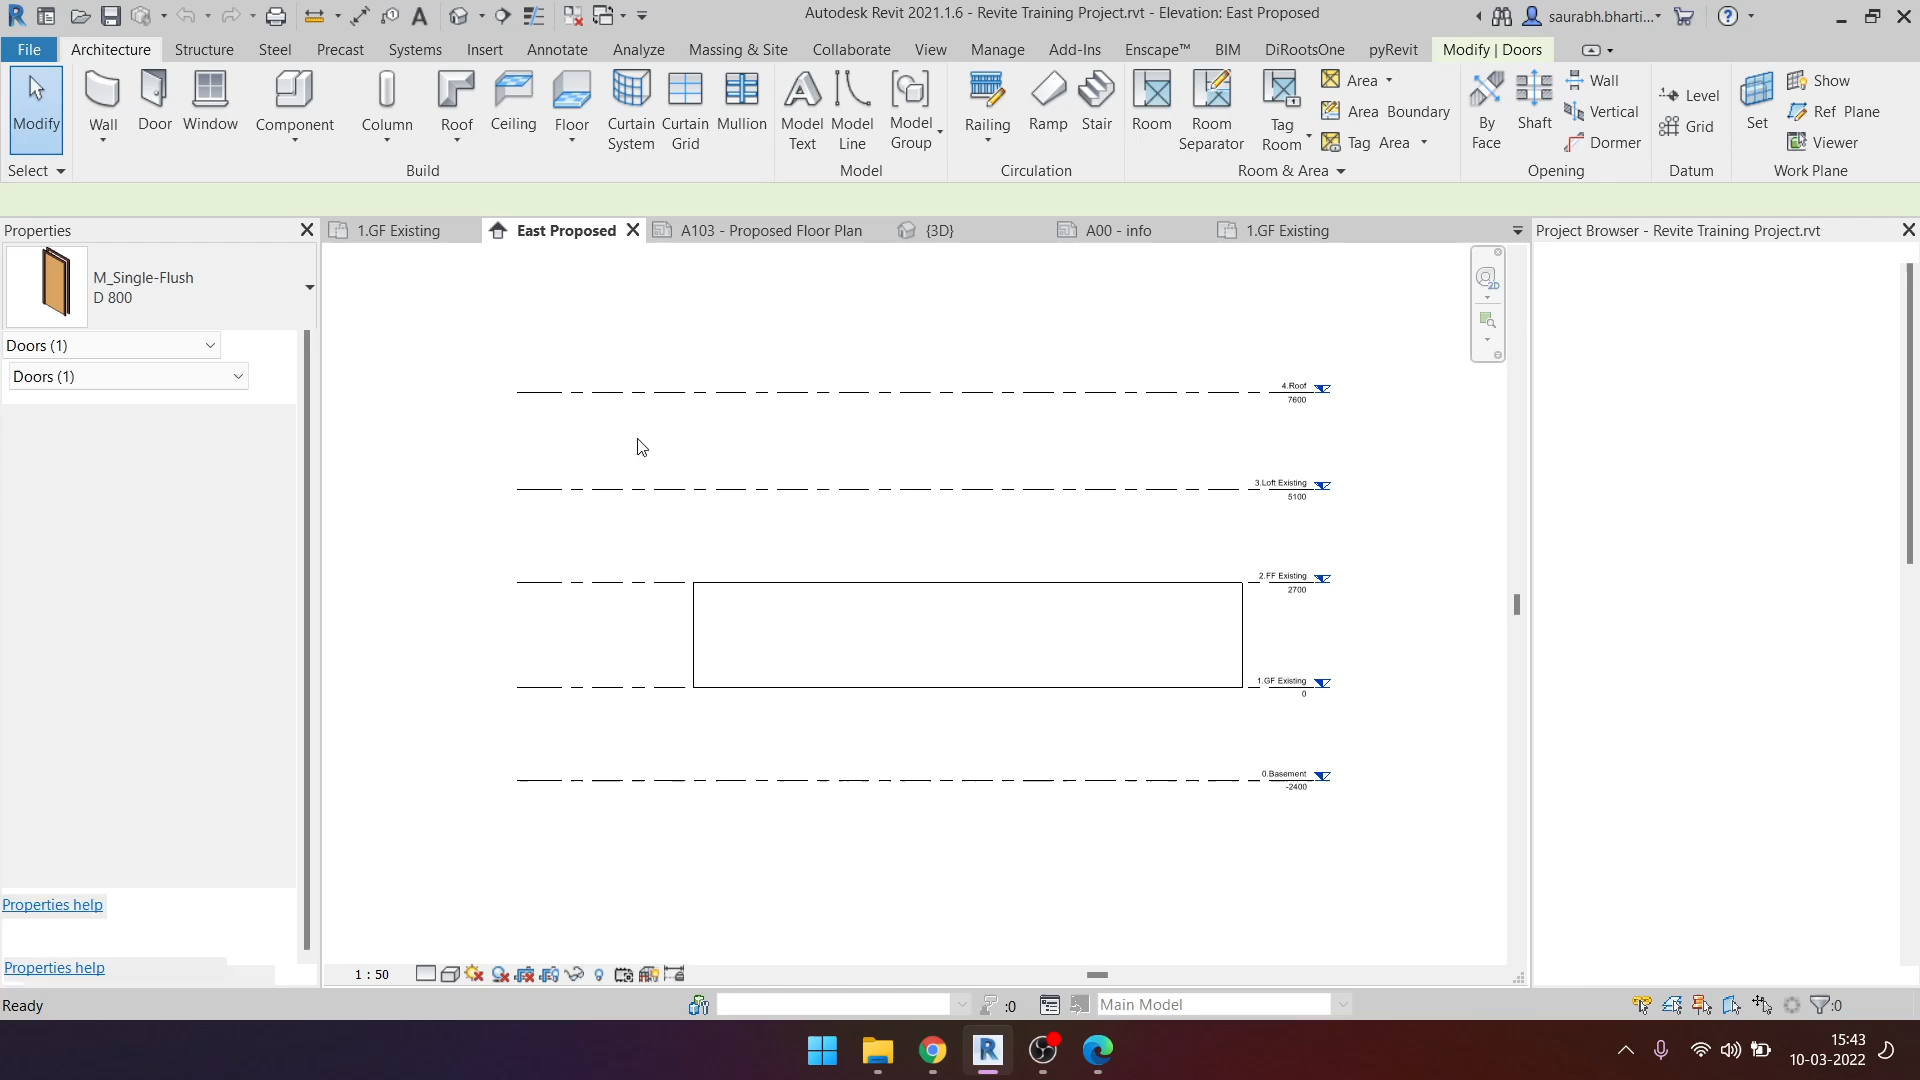 Autodesk Revit 2021.1.6 - Revite Training Project.rvt - Elevation: East Proposed
saurabh.bharti...
File Architecture Structure Steel Precast Systems Insert Annotate Analyze Massing & Site Collaborate View Manage Add-Ins Enscape™ BIM DiRootsOne pyRevit Modify | Doors
Modify
Wall
Door
Window
Component
Column
Roof
Ceiling
Floor
Curtain
System
Curtain
Grid
Mullion
Model
Text
Model
Line
Model
Group
Railing
Ramp
Stair
Room
Room
Separator
Tag
Room
Area
Area Boundary
Tag Area
By
Face
Shaft
Wall
Vertical
Dormer
Level
Grid
Set
Show
Ref Plane
Viewer
Select
Build
Model
Circulation
Room & Area
Opening
Datum
Work Plane
Properties
1.GF Existing
East Proposed
A103 - Proposed Floor Plan
{3D}
A00 - info
1.GF Existing
Project Browser - Revite Training Project.rvt
M_Single-Flush
D 800
Doors (1)
Doors (1)
2D
4.Roof
7600
3.Loft Existing
5100
2.FF Existing
2700
1.GF Existing
0
0.Basement
-2400
Properties help
Properties help
1 : 50
Ready
:0
Main Model
:0
15:43
10-03-2022